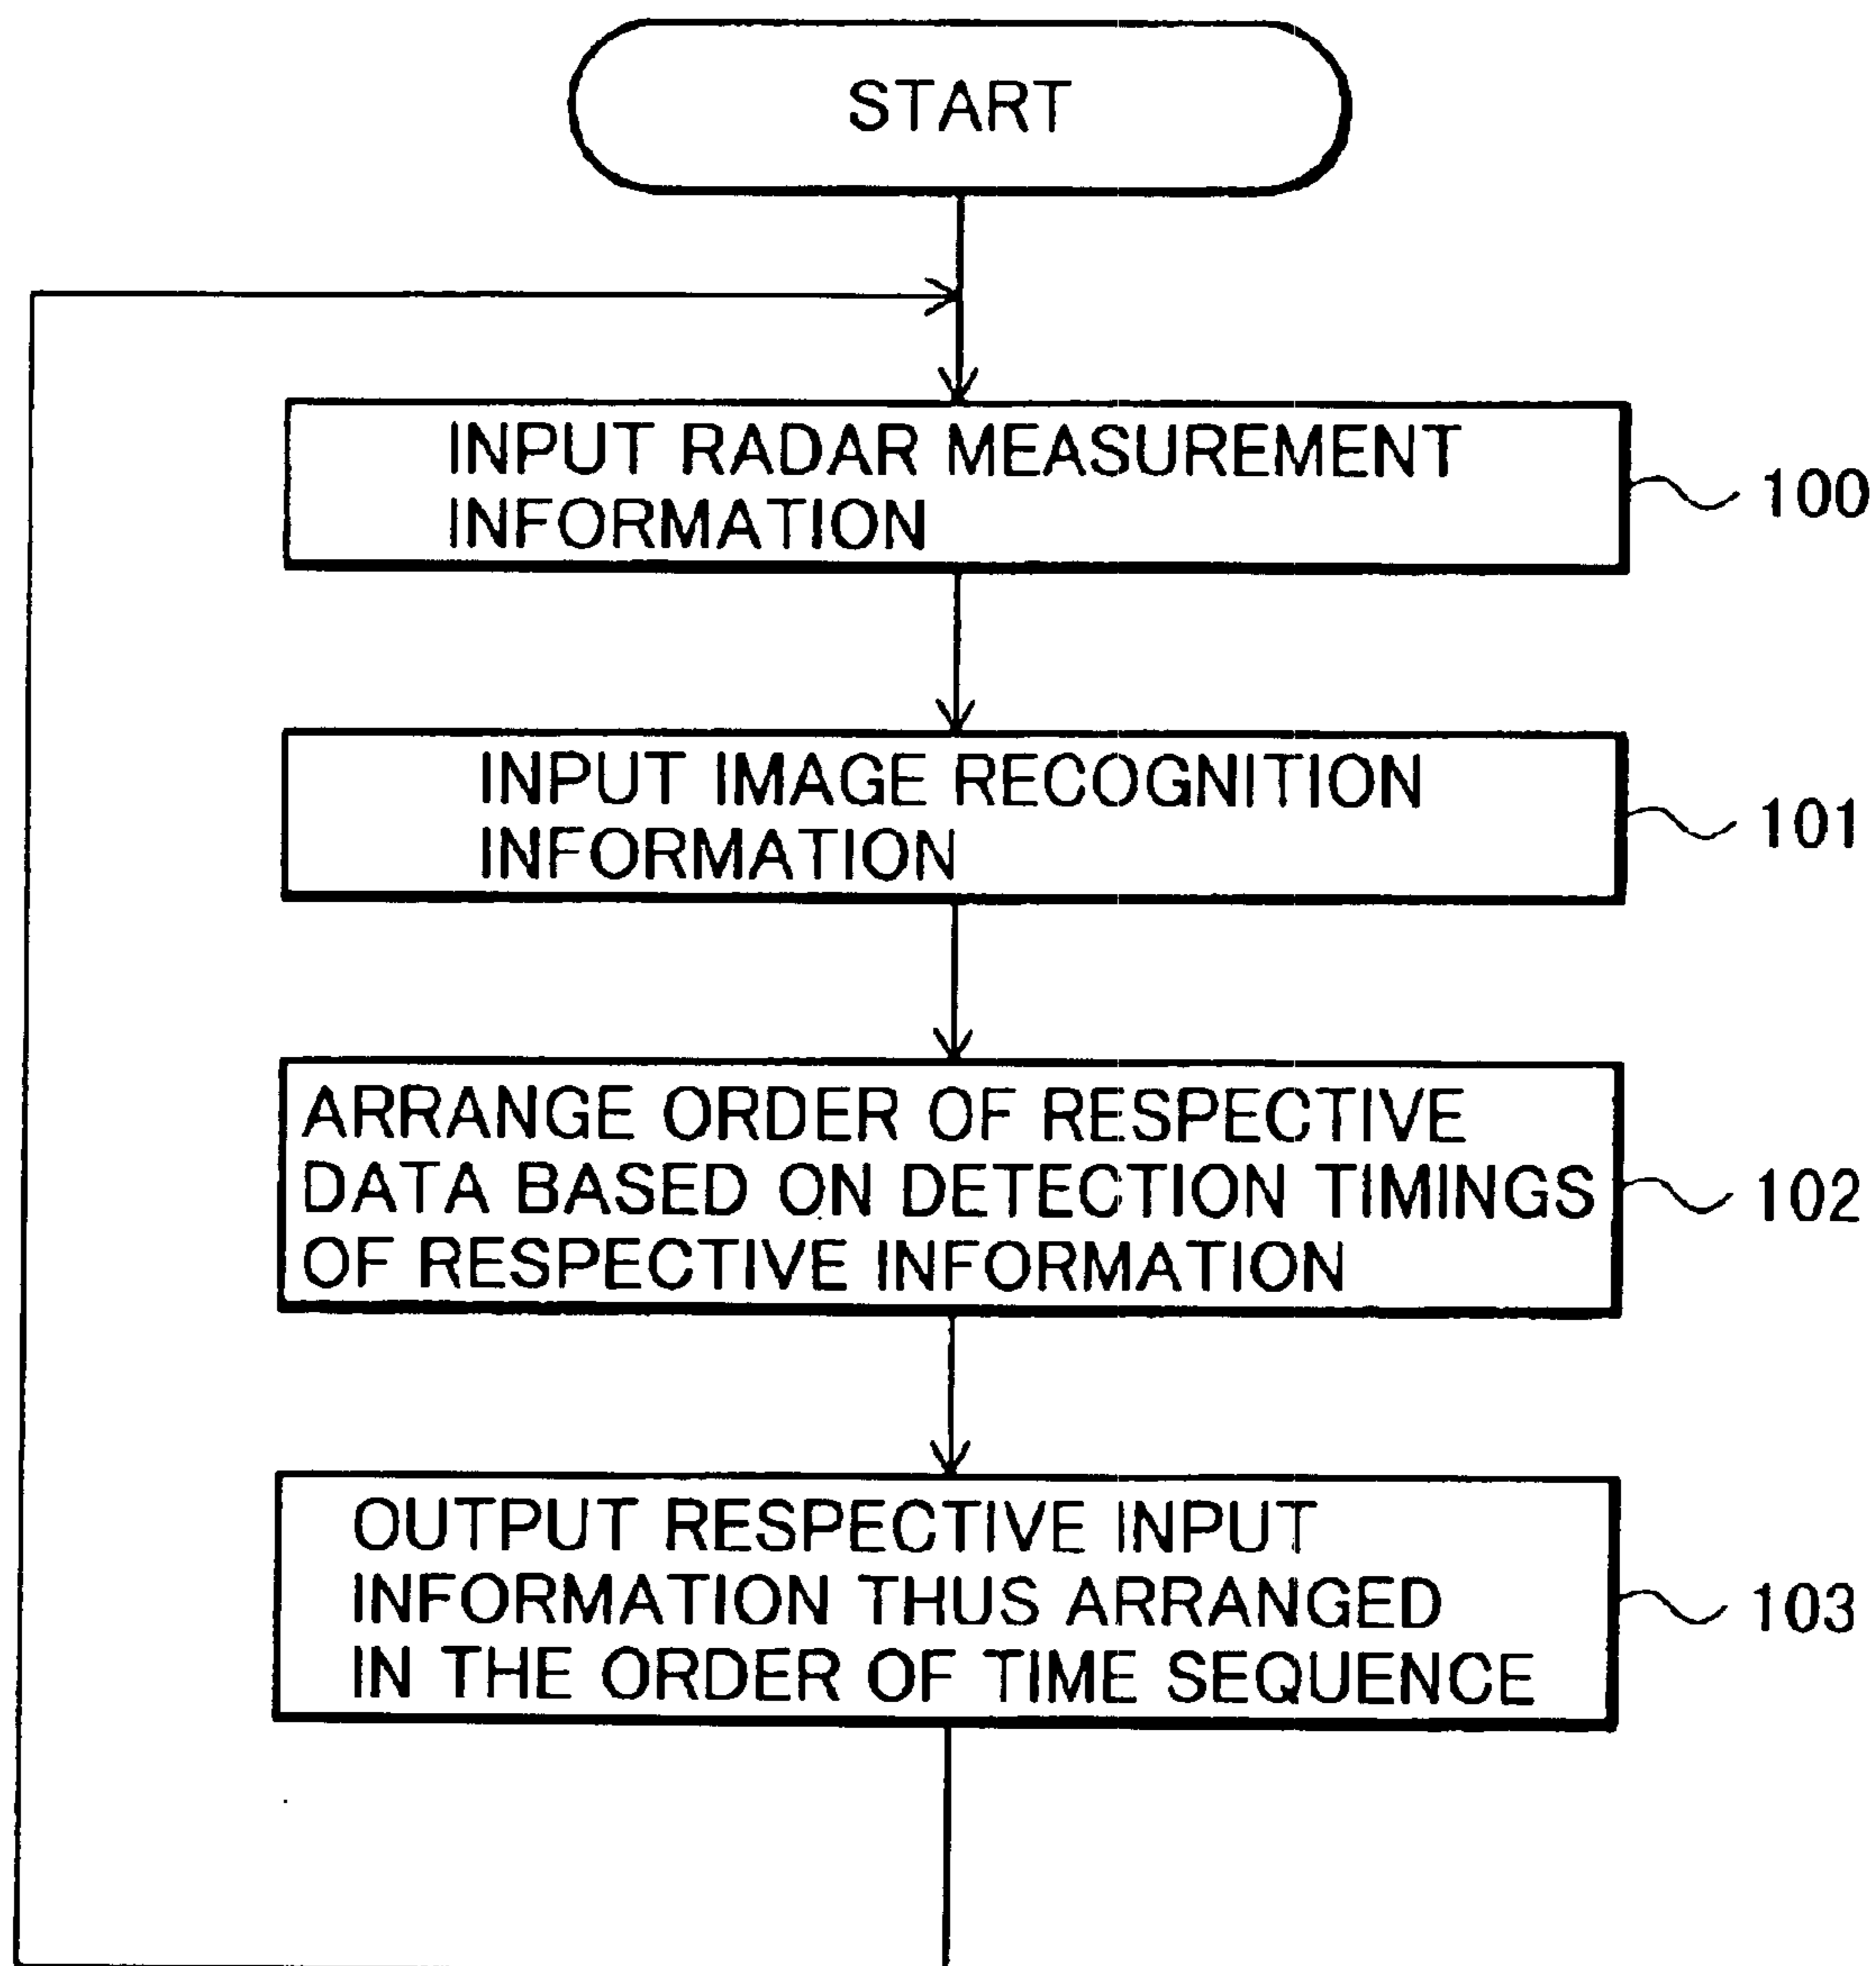 START
INPUT RADAR MEASUREMENT
INFORMATION
100
INPUT IMAGE RECOGNITION
INFORMATION
101
ARRANGE ORDER OF RESPECTIVE
DATA BASED ON DETECTION TIMINGS
OF RESPECTIVE INFORMATION
102
OUTPUT RESPECTIVE INPUT
INFORMATION THUS ARRANGED
IN THE ORDER OF TIME SEQUENCE
103